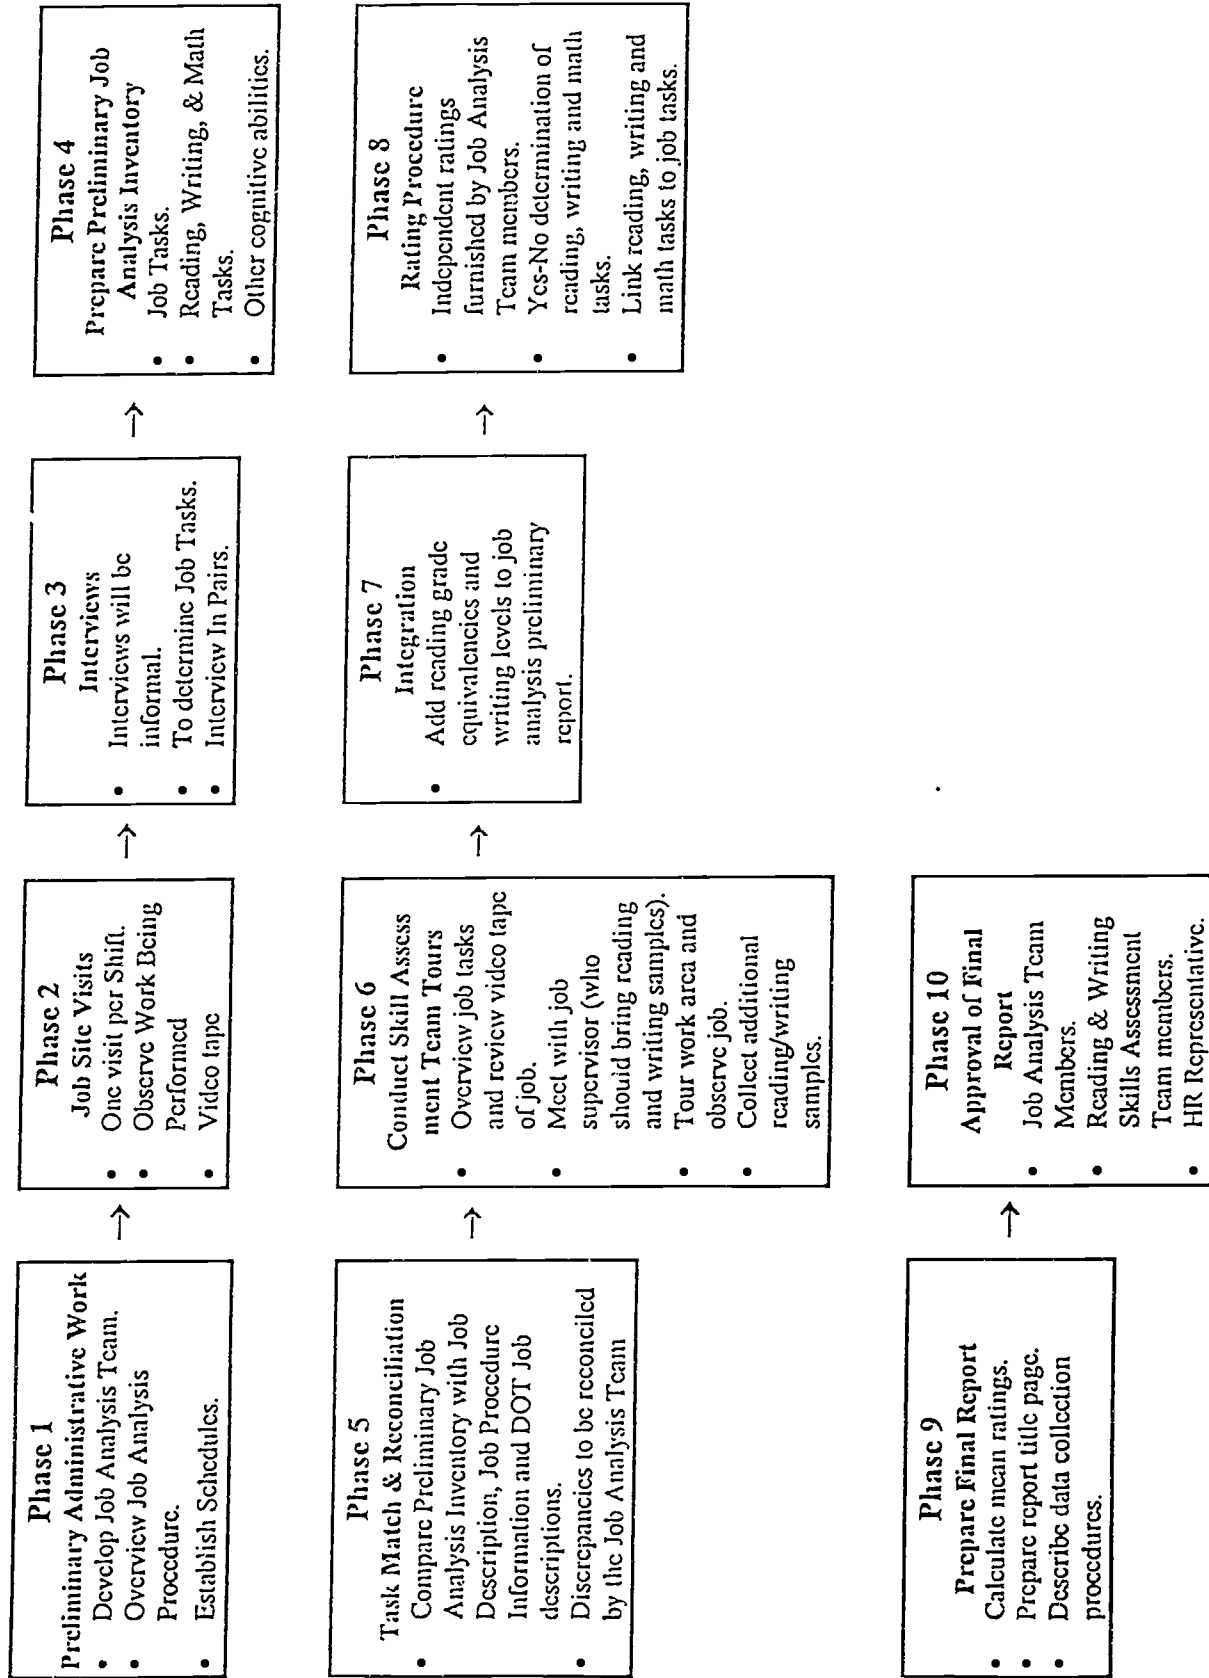 Phase 1
Preliminary Administrative Work
• Develop Job Analysis Team.
• Overview Job Analysis
Procedure.
• Establish Schedules.
→
Phase 2
Job Site Visits
• One visit per Shift.
• Observe Work Being
Performed
• Video tape
→
Phase 3
Interviews
• Interviews will be
informal.
• To determine Job Tasks.
• Interview In Pairs.
→
Phase 4
Prepare Preliminary Job
Analysis Inventory
• Job Tasks.
• Reading, Writing, & Math
Tasks.
• Other cognitive abilities.
Phase 5
Task Match & Reconciliation
• Compare Preliminary Job
Analysis Inventory with Job
Description, Job Procedure
Information and DOT Job
descriptions.
• Discrepancies to be reconciled
by the Job Analysis Team
→
Phase 6
Conduct Skill Assess
ment Team Tours
• Overview job tasks
and review video tape
of job.
• Meet with job
supervisor (who
should bring reading
and writing samples).
• Tour work area and
observe job.
• Collect additional
reading/writing
samples.
→
Phase 7
Integration
• Add reading grade
equivalencies and
writing levels to job
analysis preliminary
report.
→
Phase 8
Rating Procedure
• Independent ratings
furnished by Job Analysis
Team members.
• Yes-No determination of
reading, writing and math
tasks.
• Link reading, writing and
math tasks to job tasks.
Phase 9
Prepare Final Report
• Calculate mean ratings.
• Prepare report title page.
• Describe data collection
procedures.
→
Phase 10
Approval of Final
Report
• Job Analysis Team
Members.
• Reading & Writing
Skills Assessment
Team members.
• HR Representative.